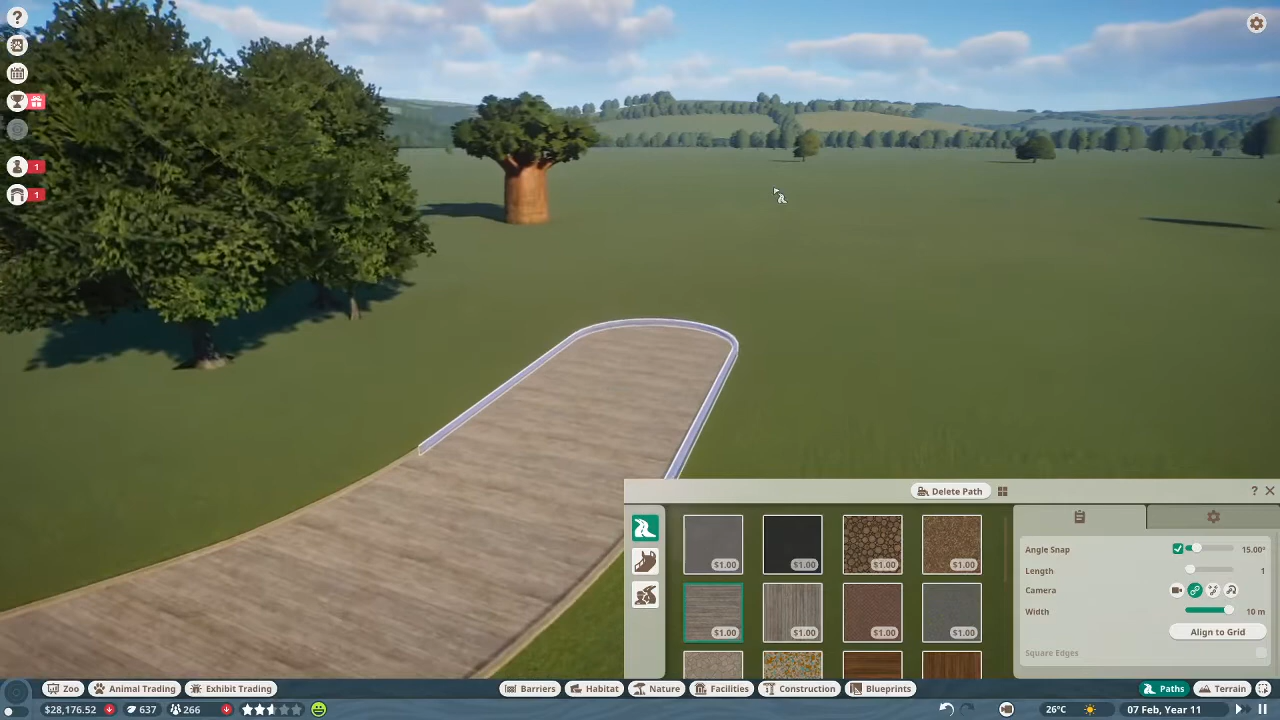 ?
1
1
Delete Path
?
$1.00 $1.00 $1.00 $1.00
$1.00 $1.00 $1.00 $1.00
Angle Snap 15.00°
Length 1
Camera
Width 10 m
Align to Grid
Square Edges
Zoo Animal Trading Exhibit Trading Barriers Habitat Nature Facilities Construction Blueprints Paths Terrain
$28,176.52 637 266 26°C 07 Feb, Year 11